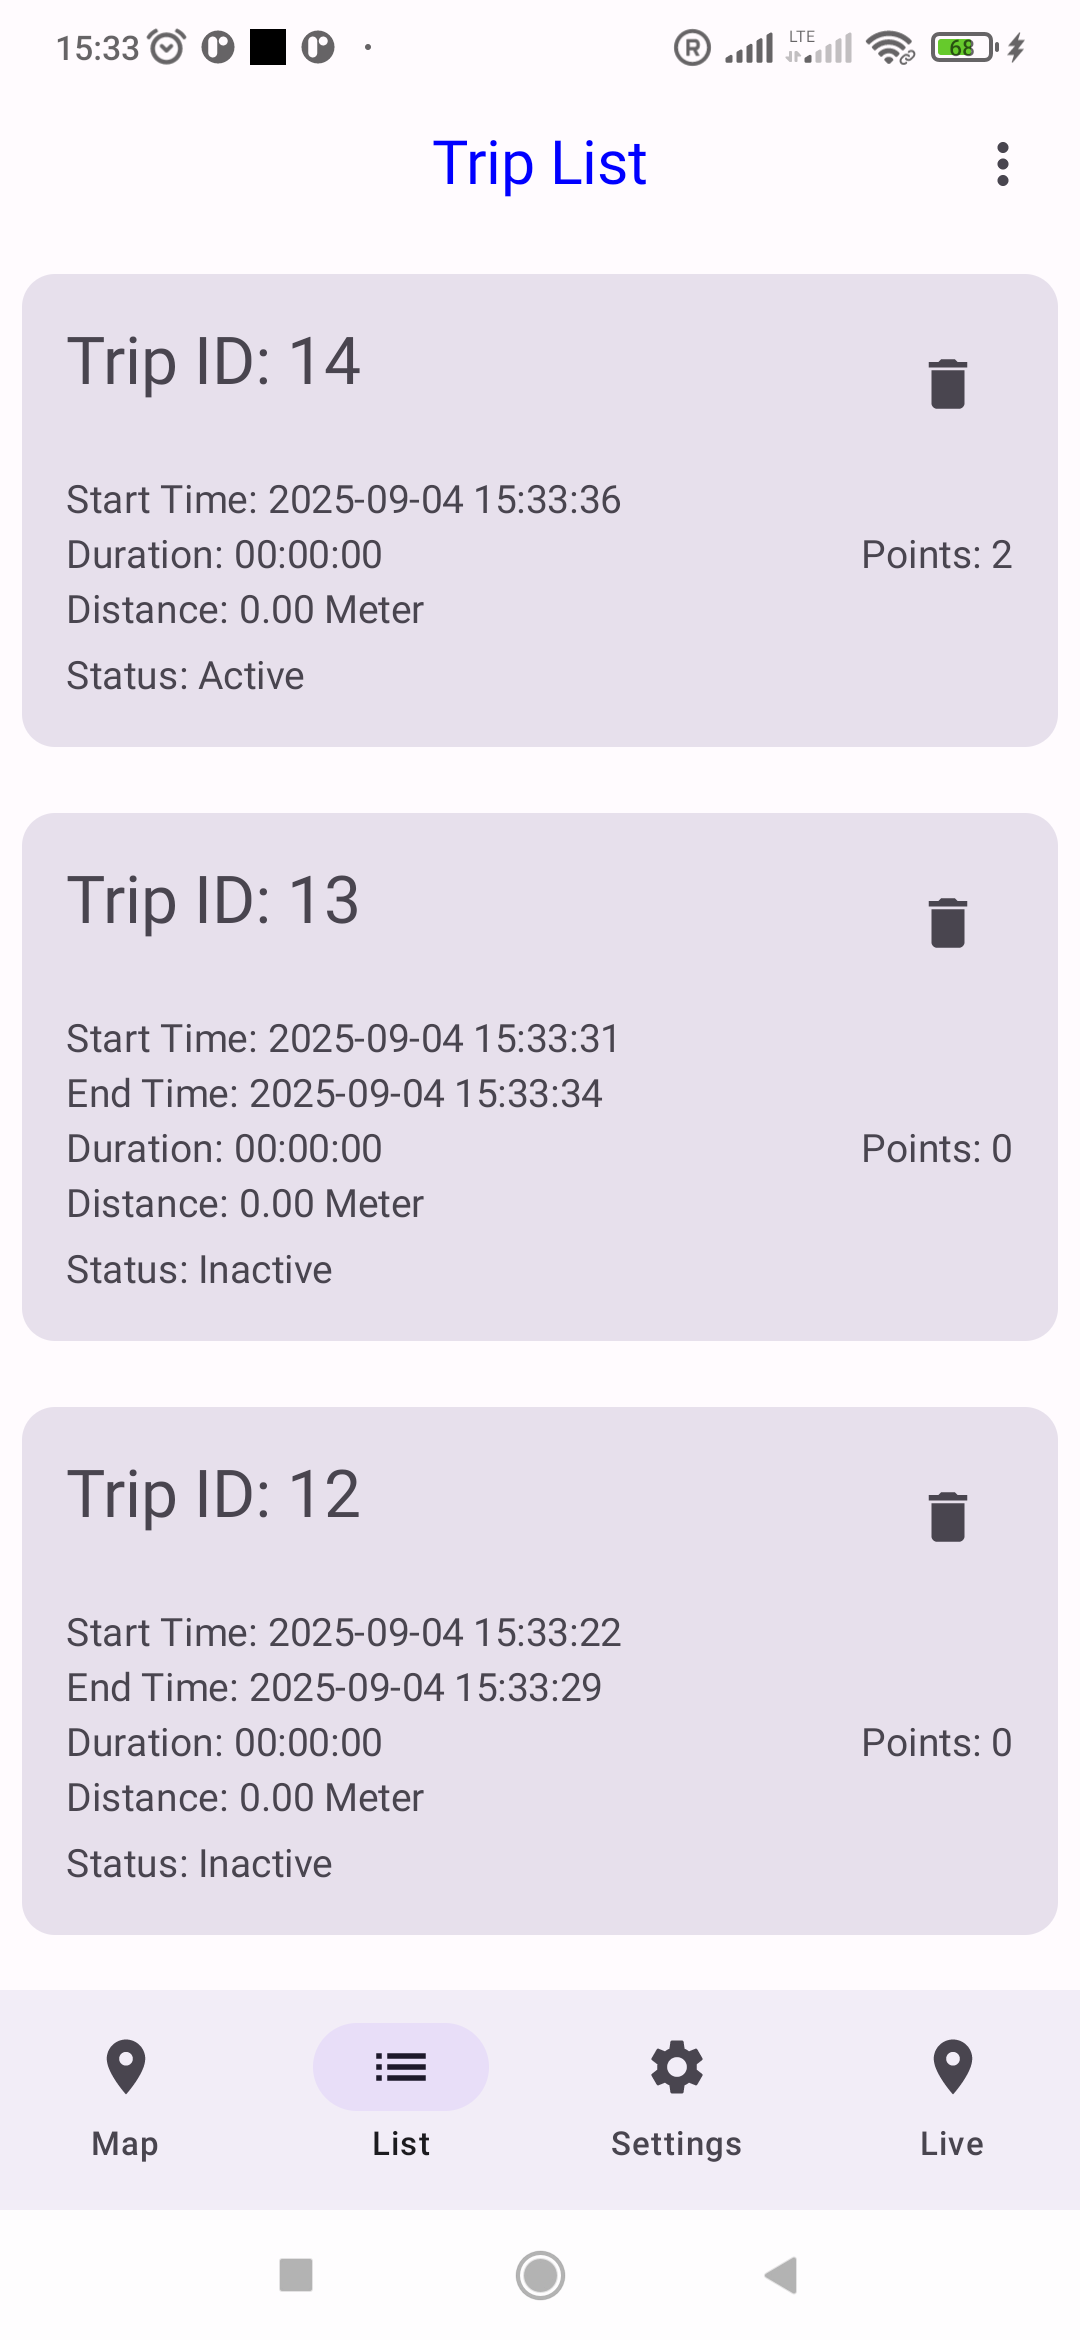 15:33
R
LTE
68
Trip List
Trip ID: 14
Start Time: 2025-09-04 15:33:36
Duration: 00:00:00
Points: 2
Distance: 0.00 Meter
Status: Active
Trip ID: 13
Start Time: 2025-09-04 15:33:31
End Time: 2025-09-04 15:33:34
Duration: 00:00:00
Points: 0
Distance: 0.00 Meter
Status: Inactive
Trip ID: 12
Start Time: 2025-09-04 15:33:22
End Time: 2025-09-04 15:33:29
Duration: 00:00:00
Points: 0
Distance: 0.00 Meter
Status: Inactive
Map
List
Settings
Live